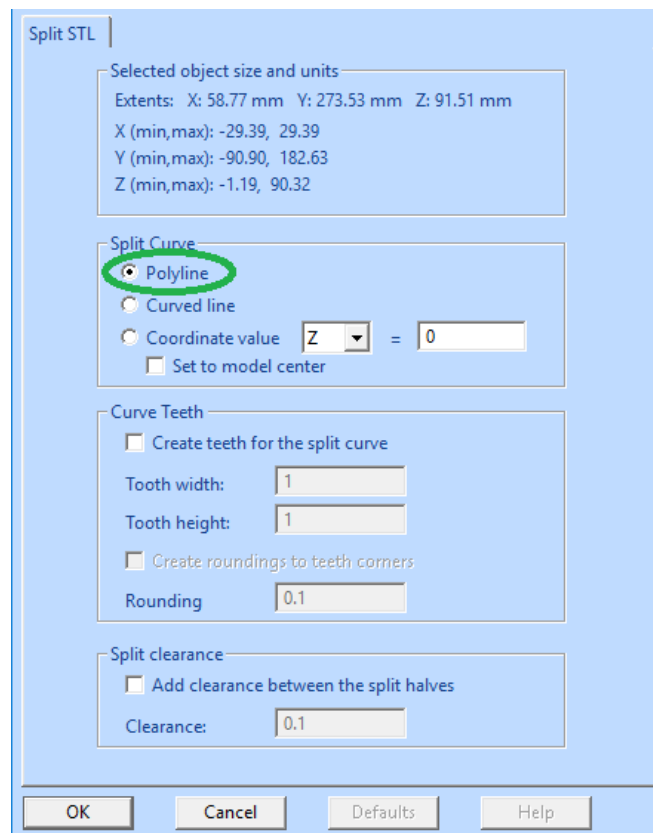 Split STL
Selected object size and units
Extents: X: 58.77 mm Y: 273.53 mm Z: 91.51 mm
X (min,max): -29.39, 29.39
Y (min,max): -90.90, 182.63
Z (min,max): -1.19, 90.32
Split Curve
Polyline
Curved line
Coordinate value Z = 0
Set to model center
Curve Teeth
Create teeth for the split curve
Tooth width: 1
Tooth height: 1
Create roundings to teeth corners
Rounding 0.1
Split clearance
Add clearance between the split halves
Clearance: 0.1
OK Cancel Defaults Help